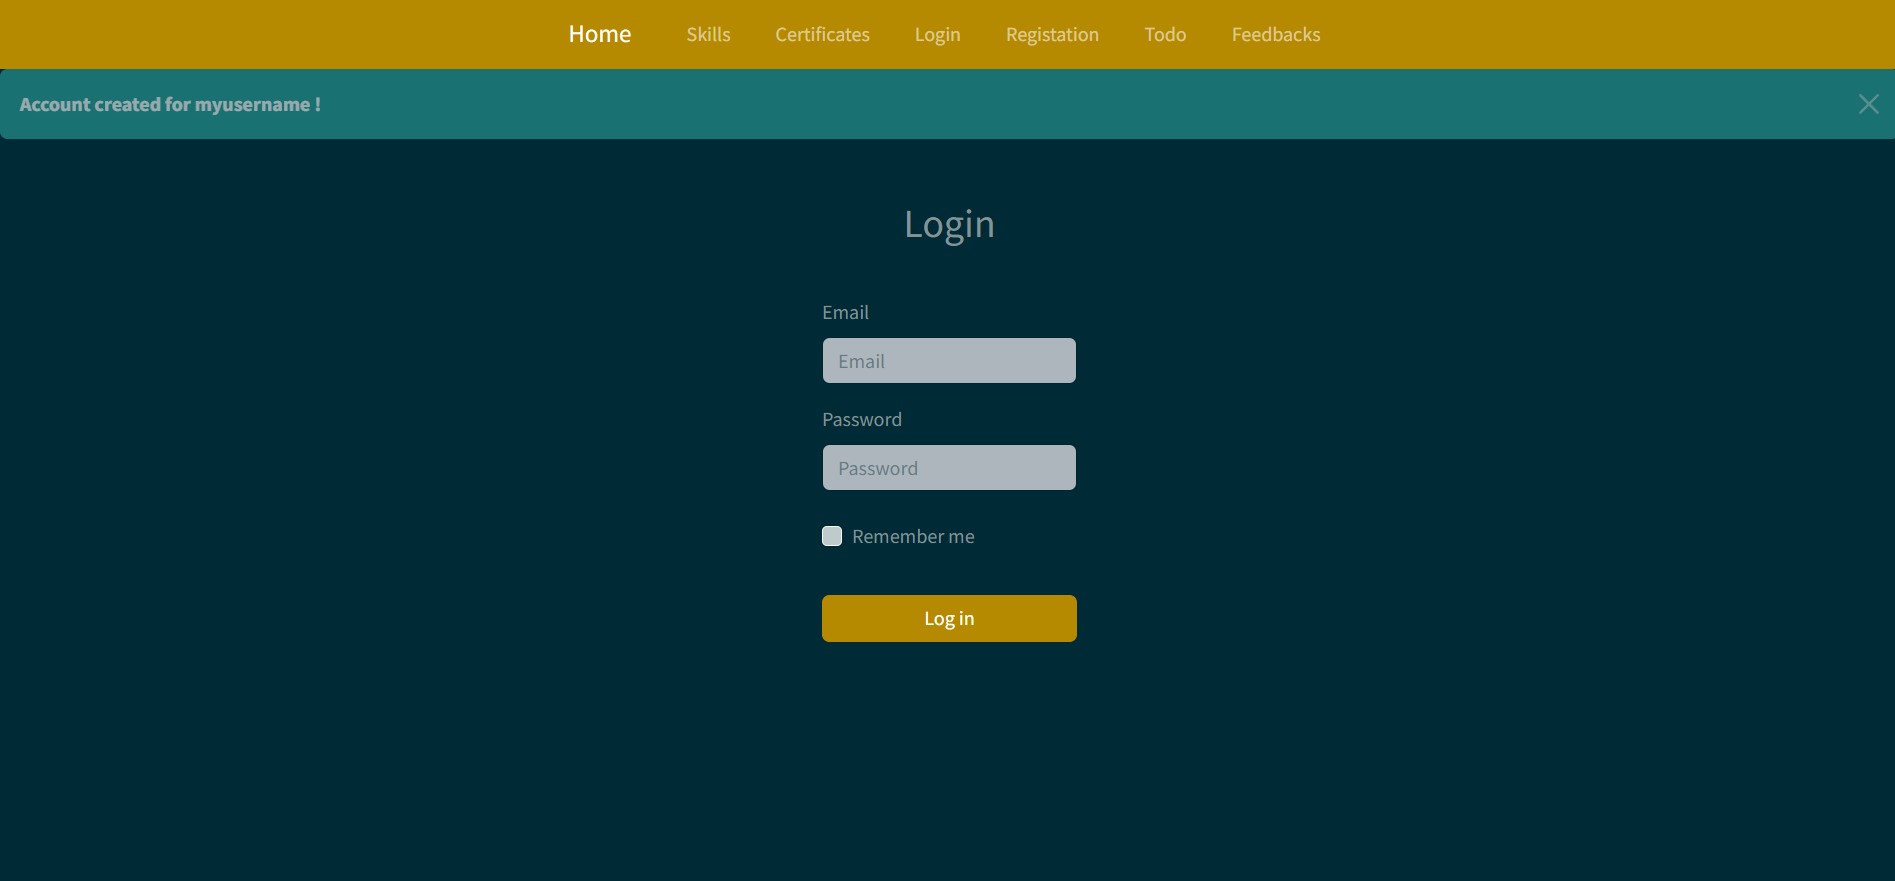 Home Skills Certificates Login Registation Todo Feedbacks
Account created for myusername !
Login
Email
Email
Password
Password
Remember me
Log in